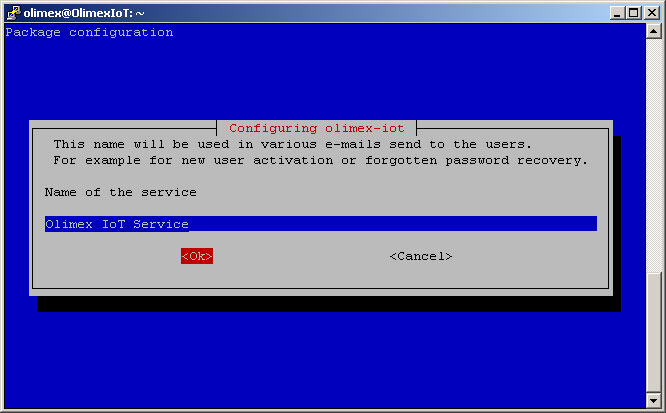 olimex@OlimexIoT: ~
Package configuration
Configuring olimex-iot
This name will be used in various e-mails send to the users.
For example for new user activation or forgotten password recovery.
Name of the service
Olimex IoT Service
<Ok> <Cancel>